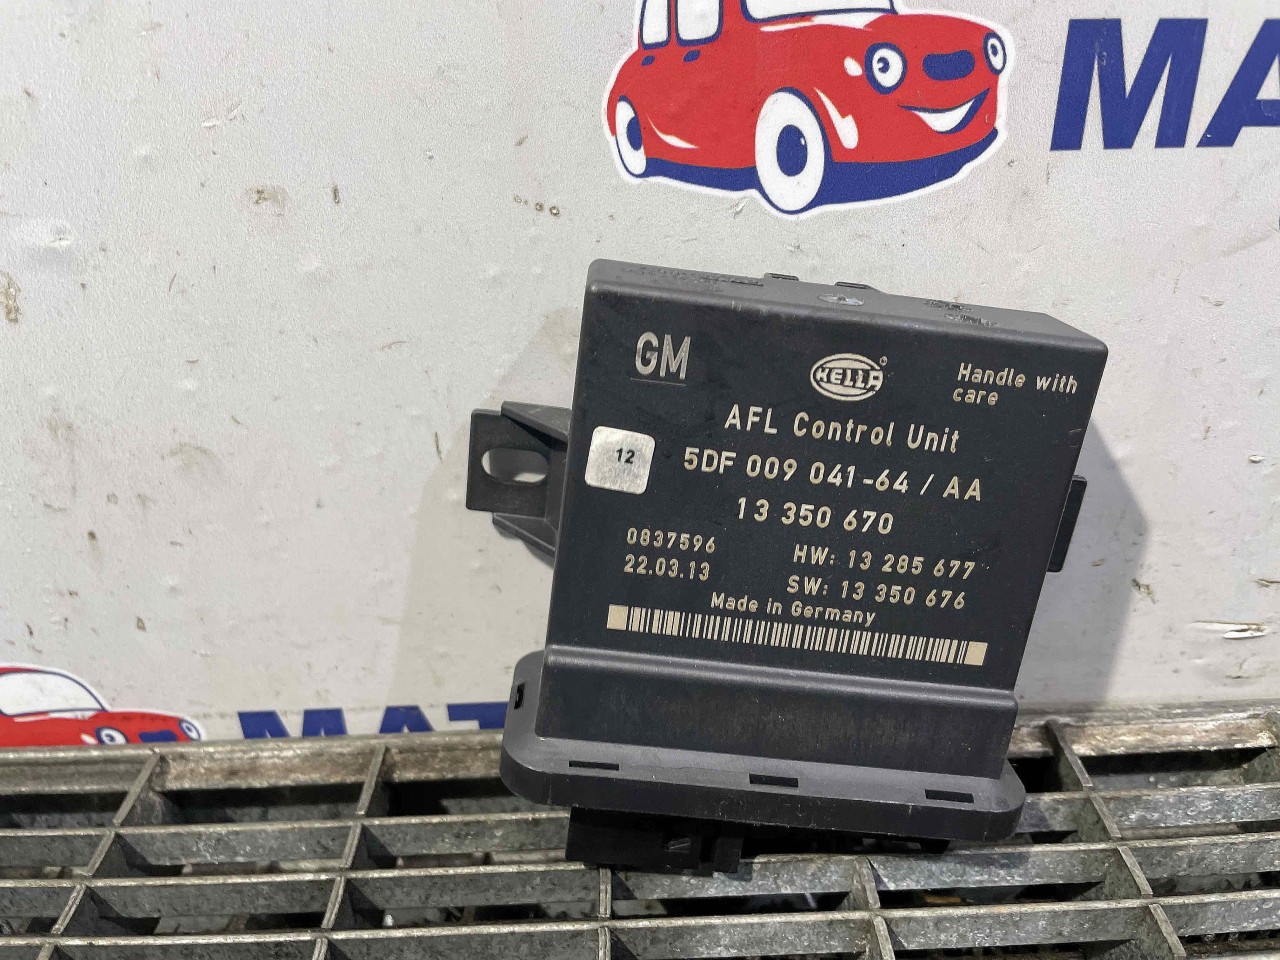 MA
GM
HELLA
Handle with
care
AFL Control Unit
12
5DF 009 041-64 / AA
13 350 670
0837596
HW: 13 285 677
22.03.13
SW: 13 350 676
Made in Germany
MAT